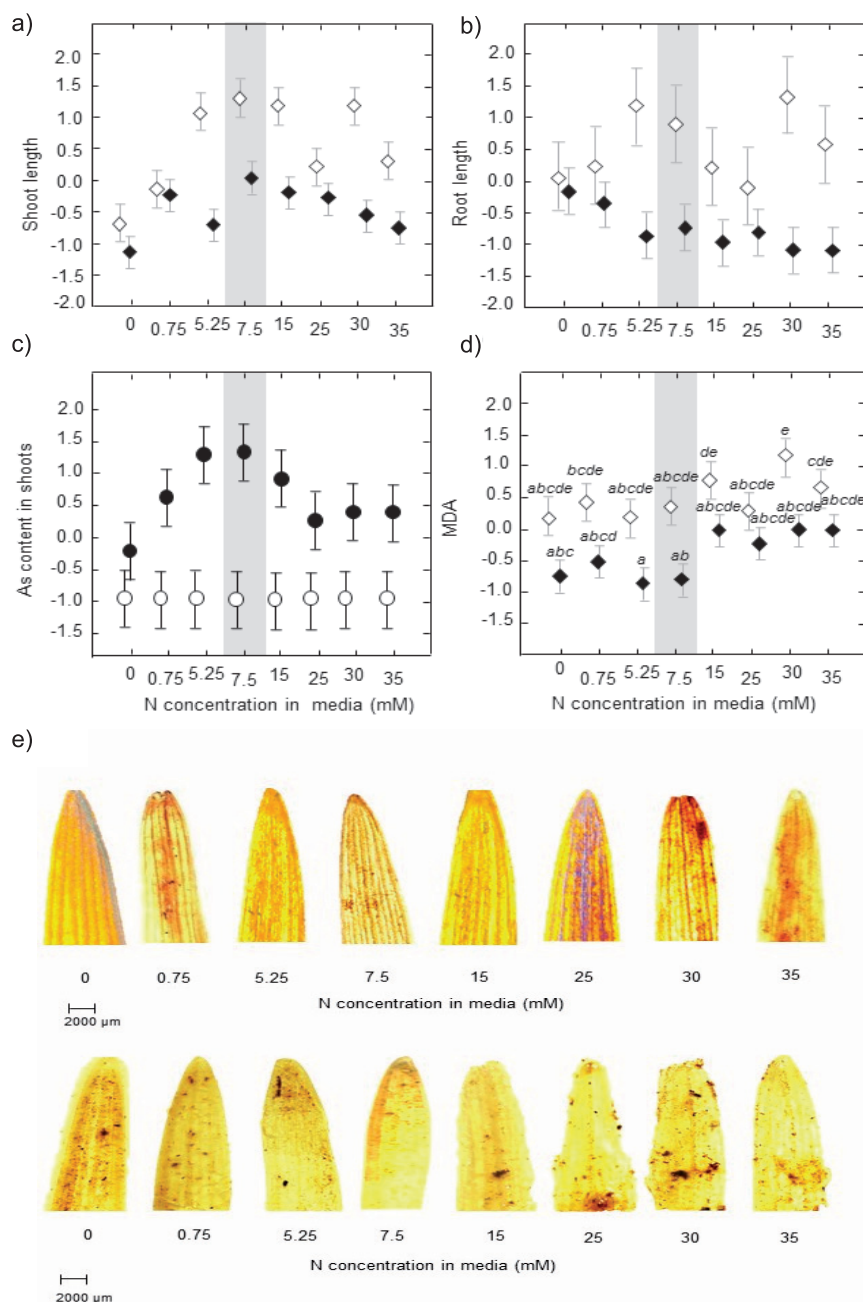 a)
Shoot length
2.0
1.5
1.0
0.5
0.0
-0.5
-1.0
-1.5
-2.0
0 0.75 5.25 7.5 15 25 30 35
b)
Root length
2.0
1.5
1.0
0.5
0.0
-0.5
-1.0
-1.5
-2.0
0 0.75 5.25 7.5 15 25 30 35
c)
As content in shoots
2.0
1.5
1.0
0.5
0.0
-0.5
-1.0
-1.5
0 0.75 5.25 7.5 15 25 30 35
N concentration in media (mM)
d)
MDA
2.0
1.5
1.0
0.5
0.0
-0.5
-1.0
-1.5
abcde bcde abcde abcde de abcde e cde
abc abcd a ab abcde abcde abcde abcde
0 0.75 5.25 7.5 15 25 30 35
N concentration in media (mM)
e)
0 0.75 5.25 7.5 15 25 30 35
N concentration in media (mM)
2000 µm
0 0.75 5.25 7.5 15 25 30 35
N concentration in media (mM)
2000 µm